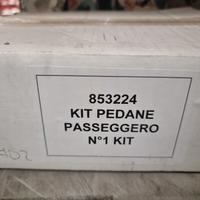 853224
KIT PEDANE
PASSEGGERO
N°1 KIT